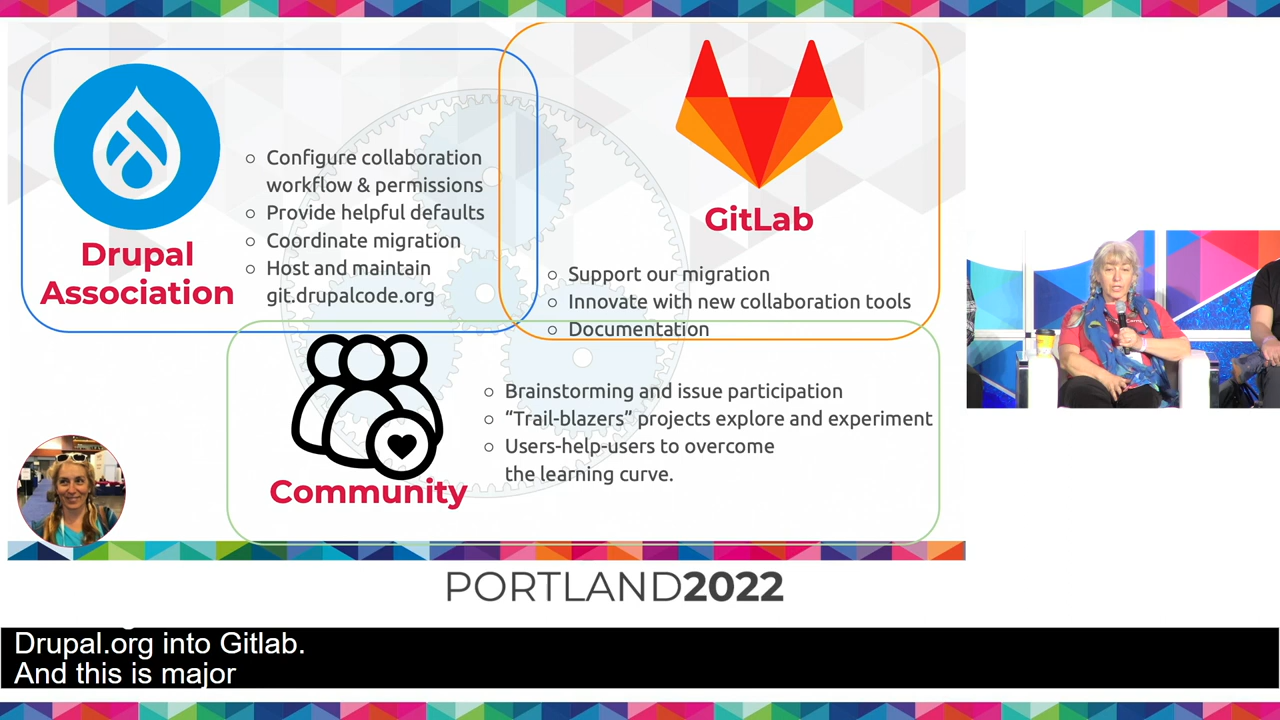 Drupal
Association
○ Configure collaboration
workflow & permissions
○ Provide helpful defaults
○ Coordinate migration
○ Host and maintain
git.drupalcode.org
GitLab
○ Support our migration
○ Innovate with new collaboration tools
○ Documentation
Community
○ Brainstorming and issue participation
○ “Trail-blazers” projects explore and experiment
○ Users-help-users to overcome
the learning curve.
PORTLAND2022
Drupal.org into Gitlab.
And this is major